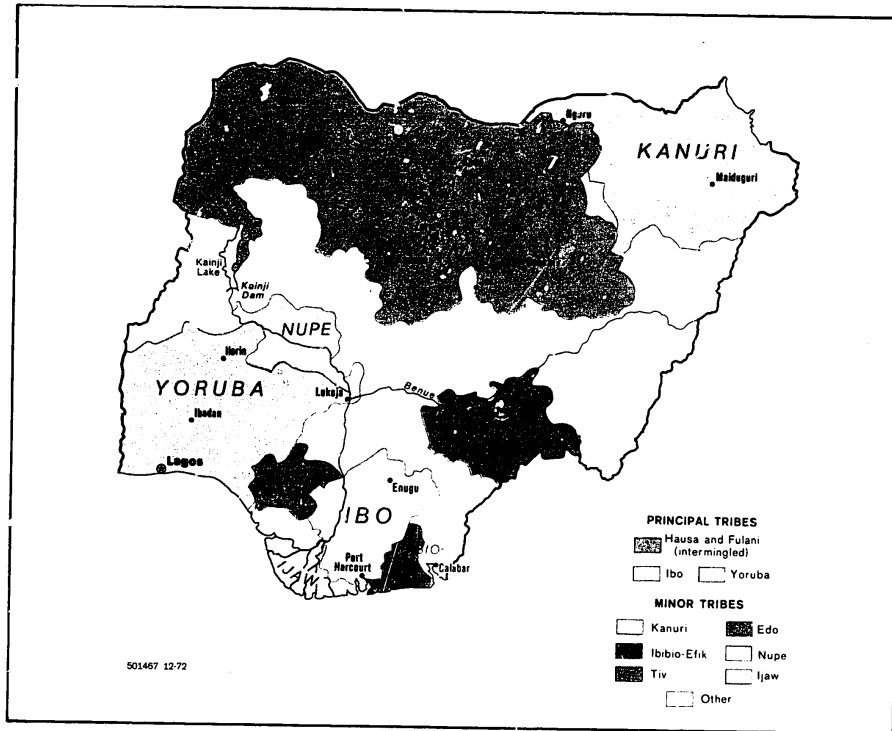 Nguru
KANURI
Maiduguri
Kainji
Lake
Kainji
Dam
NUPE
Ilorin
YORUBA
Lokoja
Benue
Ibadan
Lagos
Enugu
IBO
IJAW
Port
Harcourt
Calabar
PRINCIPAL TRIBES
Hausa and Fulani
(intermingled)
Ibo Yoruba
MINOR TRIBES
Kanuri Edo
Ibibio-Efik Nupe
Tiv Ijaw
Other
501467 12-72